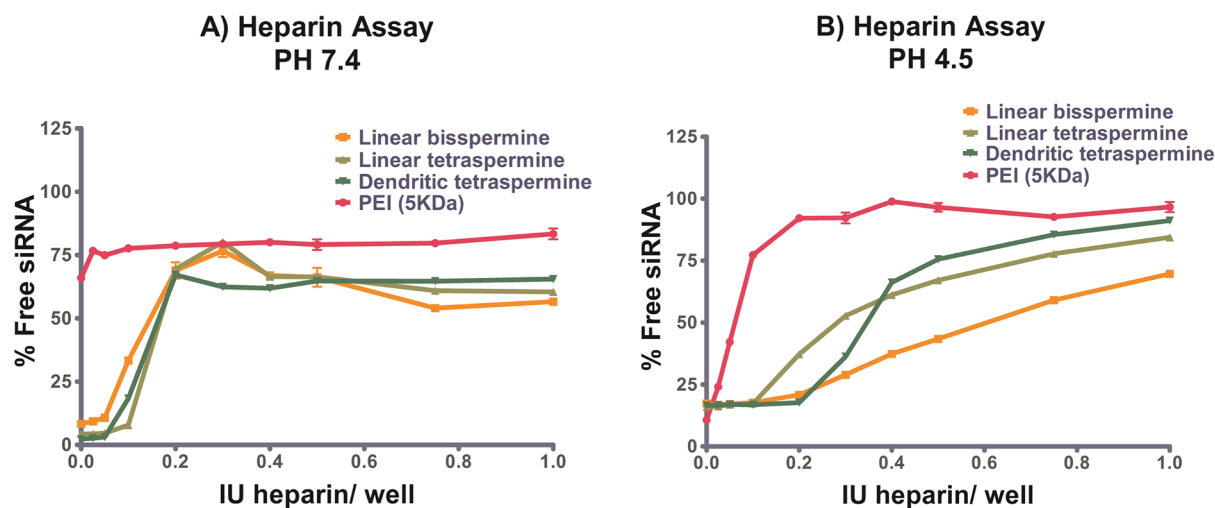 A) Heparin Assay
PH 7.4
125
100
75
50
25
0
% Free siRNA
Linear bisspermine
Linear tetraspermine
Dendritic tetraspermine
PEI (5KDa)
0.0 0.2 0.4 0.6 0.8 1.0
IU heparin/ well
B) Heparin Assay
PH 4.5
125
100
75
50
25
0
% Free siRNA
Linear bisspermine
Linear tetraspermine
Dendritic tetraspermine
PEI (5KDa)
0.0 0.2 0.4 0.6 0.8 1.0
IU heparin/ well